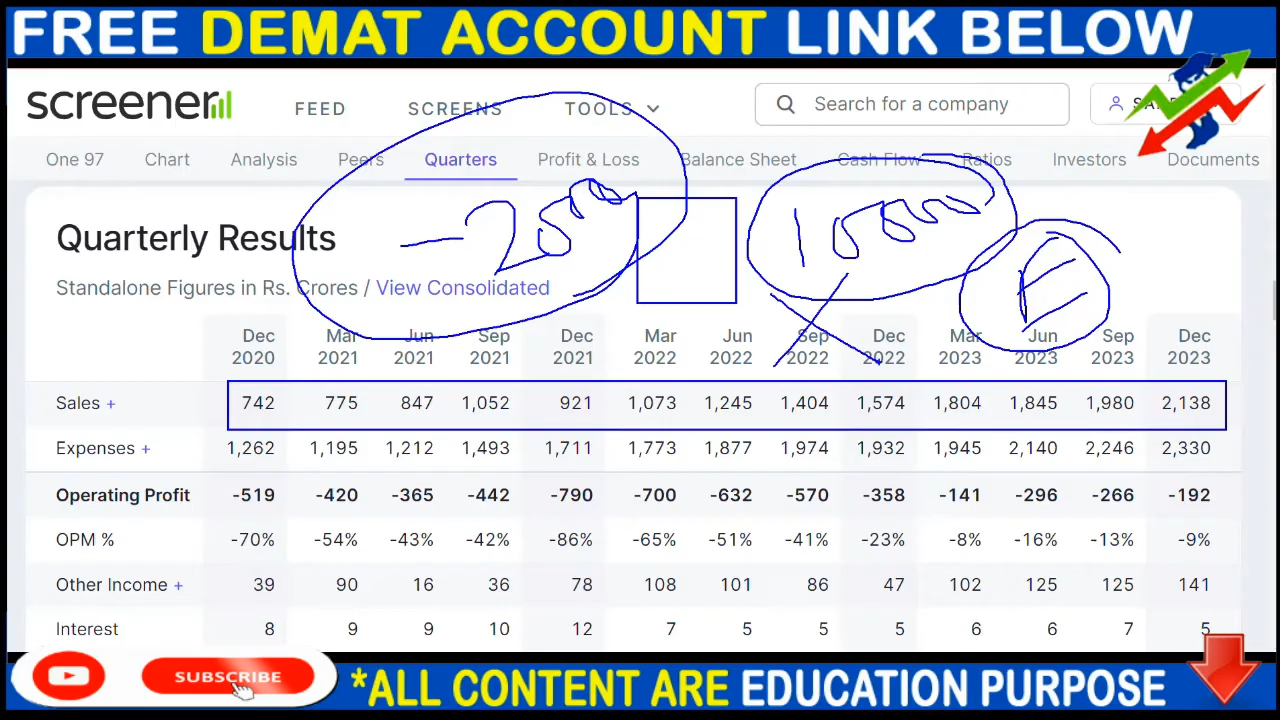 FREE DEMAT ACCOUNT LINK BELOW
screener FEED SCREENS TOOLS Search for a company
One 97 Chart Analysis Peers Quarters Profit & Loss Balance Sheet Cash Flow Ratios Investors Documents
Quarterly Results
Standalone Figures in Rs. Crores / View Consolidated
E
Dec Mar Jun Sep Dec Mar Jun Sep Dec Mar Jun Sep Dec
2020 2021 2021 2021 2021 2022 2022 2022 2022 2023 2023 2023 2023
Sales + 742 775 847 1,052 921 1,073 1,245 1,404 1,574 1,804 1,845 1,980 2,138
Expenses + 1,262 1,195 1,212 1,493 1,711 1,773 1,877 1,974 1,932 1,945 2,140 2,246 2,330
Operating Profit -519 -420 -365 -442 -790 -700 -632 -570 -358 -141 -296 -266 -192
OPM % -70% -54% -43% -42% -86% -65% -51% -41% -23% -8% -16% -13% -9%
Other Income + 39 90 16 36 78 108 101 86 47 102 125 125 141
Interest 8 9 9 10 12 7 5 5 5 6 6 7 5
SUBSCRIBE *ALL CONTENT ARE EDUCATION PURPOSE